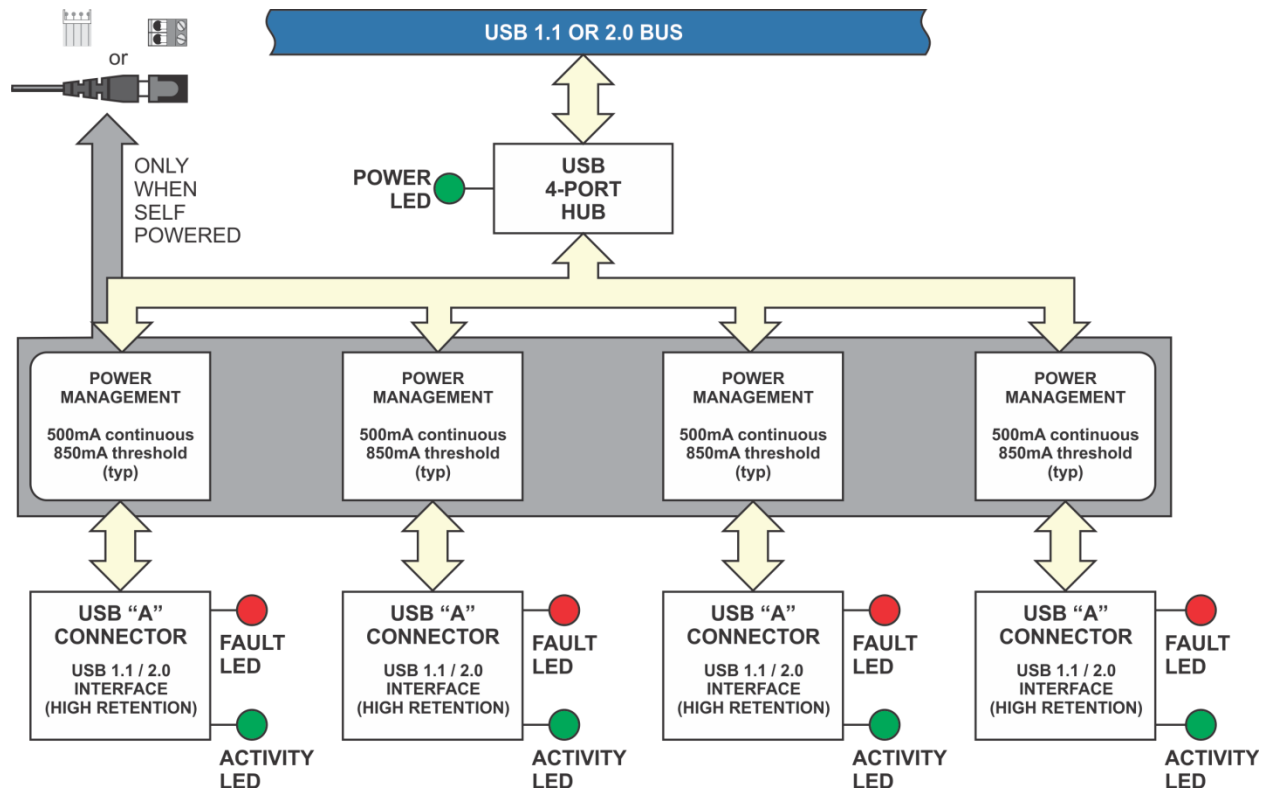 USB 1.1 OR 2.0 BUS
or
ONLY
WHEN
SELF
POWERED
POWER
LED
USB
4-PORT
HUB
POWER
MANAGEMENT
500mA continuous
850mA threshold
(typ)
POWER
MANAGEMENT
500mA continuous
850mA threshold
(typ)
POWER
MANAGEMENT
500mA continuous
850mA threshold
(typ)
POWER
MANAGEMENT
500mA continuous
850mA threshold
(typ)
USB “A”
CONNECTOR
USB 1.1 / 2.0
INTERFACE
(HIGH RETENTION)
FAULT
LED
ACTIVITY
LED
USB “A”
CONNECTOR
USB 1.1 / 2.0
INTERFACE
(HIGH RETENTION)
FAULT
LED
ACTIVITY
LED
USB “A”
CONNECTOR
USB 1.1 / 2.0
INTERFACE
(HIGH RETENTION)
FAULT
LED
ACTIVITY
LED
USB “A”
CONNECTOR
USB 1.1 / 2.0
INTERFACE
(HIGH RETENTION)
FAULT
LED
ACTIVITY
LED